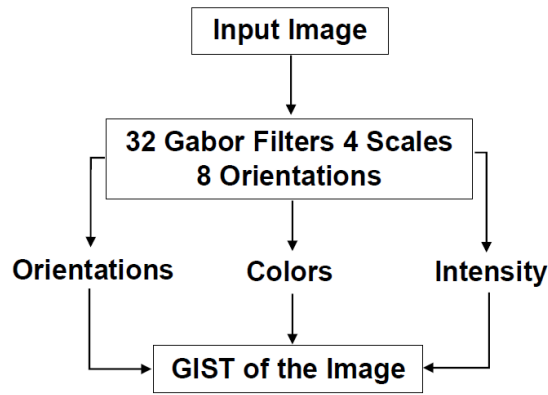 Input Image
32 Gabor Filters 4 Scales
8 Orientations
Orientations
Colors
Intensity
GIST of the Image